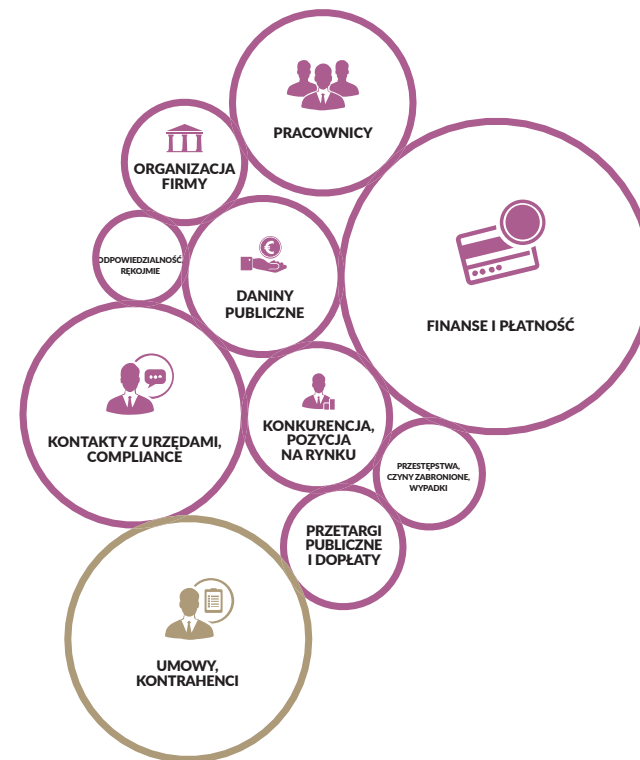 PRACOWNICY
ORGANIZACJA
FIRMY
ODPOWIEDZIALNOŚĆ,
RĘKOJMIE
DANINY
PUBLICZNE
FINANSE I PŁATNOŚĆ
KONTAKTY Z URZĘDAMI,
COMPLIANCE
KONKURENCJA,
POZYCJA
NA RYNKU
PRZESTĘPSTWA,
CZYNY ZABRONIONE,
WYPADKI
PRZETARGI
PUBLICZNE
I DOPŁATY
UMOWY,
KONTRAHENCI